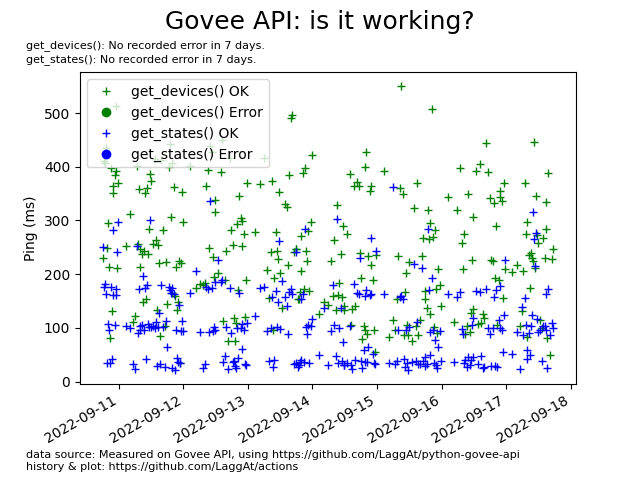 Govee API: is it working?
get_devices(): No recorded error in 7 days.
get_states(): No recorded error in 7 days.
get_devices() OK
get_devices() Error
get_states() OK
get_states() Error
Ping (ms)
500
400
300
200
100
0
2022-09-11
2022-09-12
2022-09-13
2022-09-14
2022-09-15
2022-09-16
2022-09-17
2022-09-18
data source: Measured on Govee API, using https://github.com/LaggAt/python-govee-api
history & plot: https://github.com/LaggAt/actions